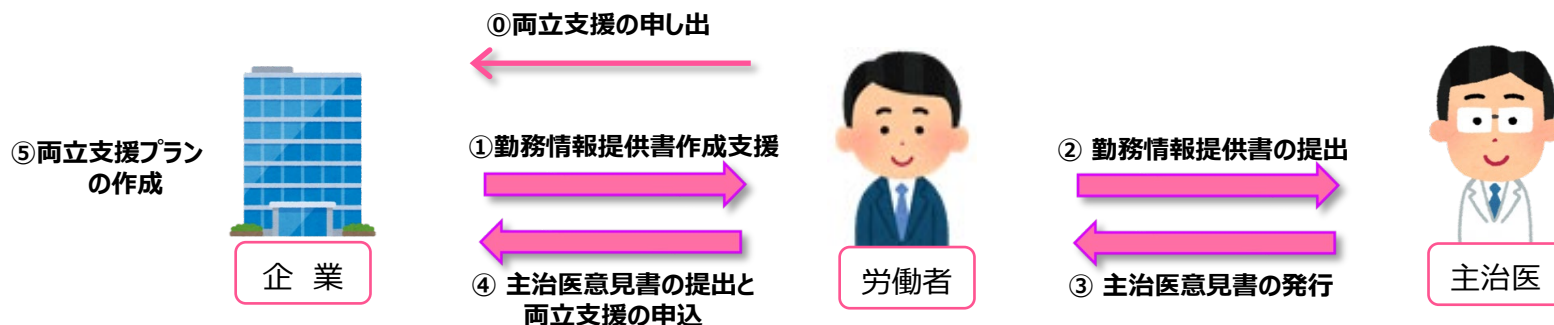 ⓪両立支援の申し出
⑤両立支援プラン
の作成
①勤務情報提供書作成支援
② 勤務情報提供書の提出
企 業
④ 主治医意見書の提出と
両立支援の申込
労働者
③ 主治医意見書の発行
主治医